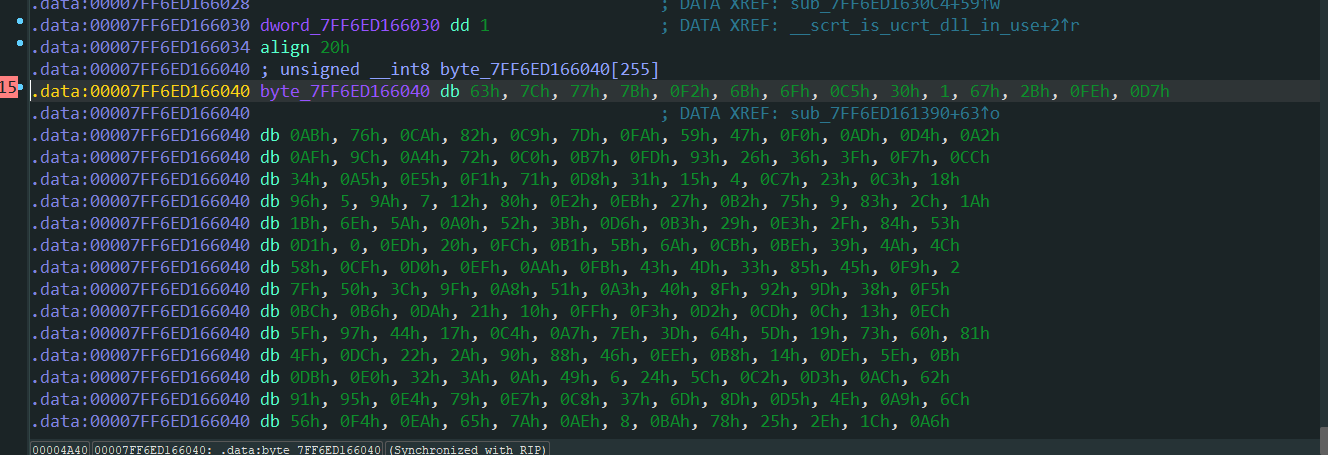 .data:00007FF6ED166028 ; DATA XREF: sub_7FF6ED1630C4+59↑w
.data:00007FF6ED166030 dword_7FF6ED166030 dd 1 ; DATA XREF: __scrt_is_ucrt_dll_in_use+2↑r
.data:00007FF6ED166034 align 20h
.data:00007FF6ED166040 ; unsigned __int8 byte_7FF6ED166040[255]
15 .data:00007FF6ED166040 byte_7FF6ED166040 db 63h, 7Ch, 77h, 7Bh, 0F2h, 6Bh, 6Fh, 0C5h, 30h, 1, 67h, 2Bh, 0FEh, 0D7h
.data:00007FF6ED166040 ; DATA XREF: sub_7FF6ED161390+63↑o
.data:00007FF6ED166040 db 0ABh, 76h, 0CAh, 82h, 0C9h, 7Dh, 0FAh, 59h, 47h, 0F0h, 0ADh, 0D4h, 0A2h
.data:00007FF6ED166040 db 0AFh, 9Ch, 0A4h, 72h, 0C0h, 0B7h, 0FDh, 93h, 26h, 36h, 3Fh, 0F7h, 0CCh
.data:00007FF6ED166040 db 34h, 0A5h, 0E5h, 0F1h, 71h, 0D8h, 31h, 15h, 4, 0C7h, 23h, 0C3h, 18h
.data:00007FF6ED166040 db 96h, 5, 9Ah, 7, 12h, 80h, 0E2h, 0EBh, 27h, 0B2h, 75h, 9, 83h, 2Ch, 1Ah
.data:00007FF6ED166040 db 1Bh, 6Eh, 5Ah, 0A0h, 52h, 3Bh, 0D6h, 0B3h, 29h, 0E3h, 2Fh, 84h, 53h
.data:00007FF6ED166040 db 0D1h, 0, 0EDh, 20h, 0FCh, 0B1h, 5Bh, 6Ah, 0CBh, 0BEh, 39h, 4Ah, 4Ch
.data:00007FF6ED166040 db 58h, 0CFh, 0D0h, 0EFh, 0AAh, 0FBh, 43h, 4Dh, 33h, 85h, 45h, 0F9h, 2
.data:00007FF6ED166040 db 7Fh, 50h, 3Ch, 9Fh, 0A8h, 51h, 0A3h, 40h, 8Fh, 92h, 9Dh, 38h, 0F5h
.data:00007FF6ED166040 db 0BCh, 0B6h, 0DAh, 21h, 10h, 0FFh, 0F3h, 0D2h, 0CDh, 0Ch, 13h, 0ECh
.data:00007FF6ED166040 db 5Fh, 97h, 44h, 17h, 0C4h, 0A7h, 7Eh, 3Dh, 64h, 5Dh, 19h, 73h, 60h, 81h
.data:00007FF6ED166040 db 4Fh, 0DCh, 22h, 2Ah, 90h, 88h, 46h, 0EEh, 0B8h, 14h, 0DEh, 5Eh, 0Bh
.data:00007FF6ED166040 db 0DBh, 0E0h, 32h, 3Ah, 0Ah, 49h, 6, 24h, 5Ch, 0C2h, 0D3h, 0ACh, 62h
.data:00007FF6ED166040 db 91h, 95h, 0E4h, 79h, 0E7h, 0C8h, 37h, 6Dh, 8Dh, 0D5h, 4Eh, 0A9h, 6Ch
.data:00007FF6ED166040 db 56h, 0F4h, 0EAh, 65h, 7Ah, 0AEh, 8, 0BAh, 78h, 25h, 2Eh, 1Ch, 0A6h
00004A40 00007FF6ED166040: .data:byte_7FF6ED166040 (Synchronized with RIP)